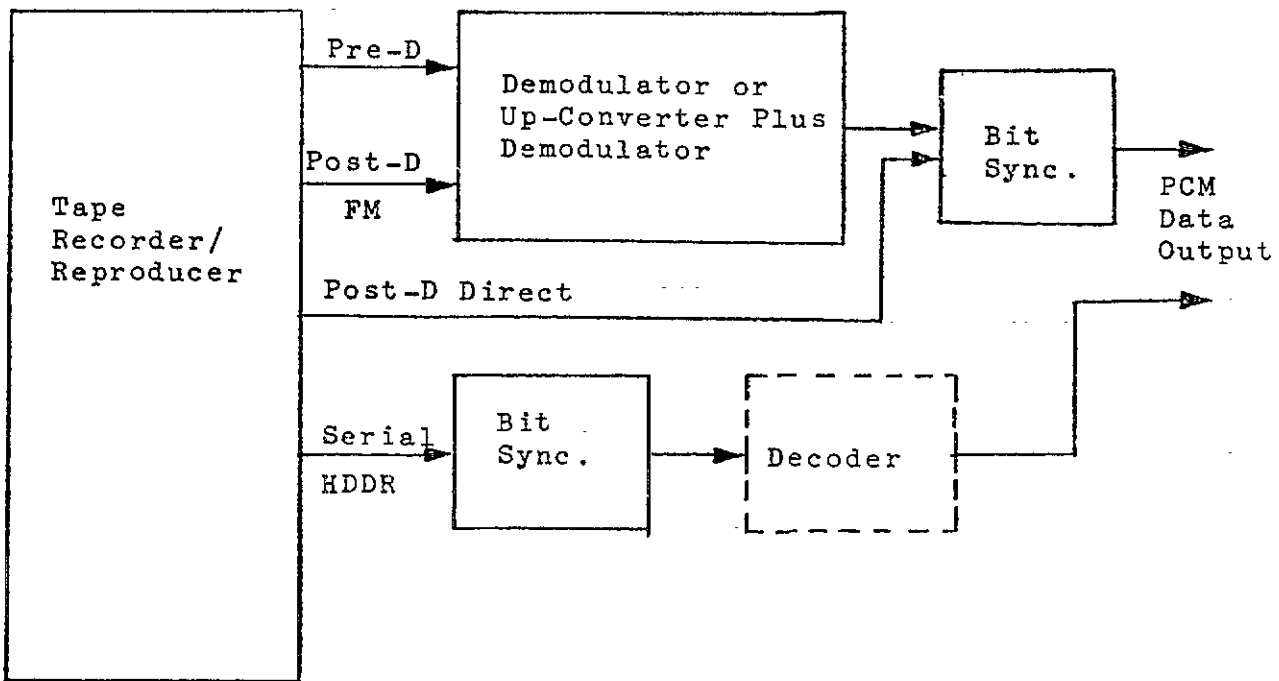 Pre-D
Demodulator or
Up-Converter Plus
Demodulator
Post-D
FM
Bit
Sync.
PCM
Data
Output
Tape
Recorder/
Reproducer
Post-D Direct
Serial
HDDR
Bit
Sync.
Decoder